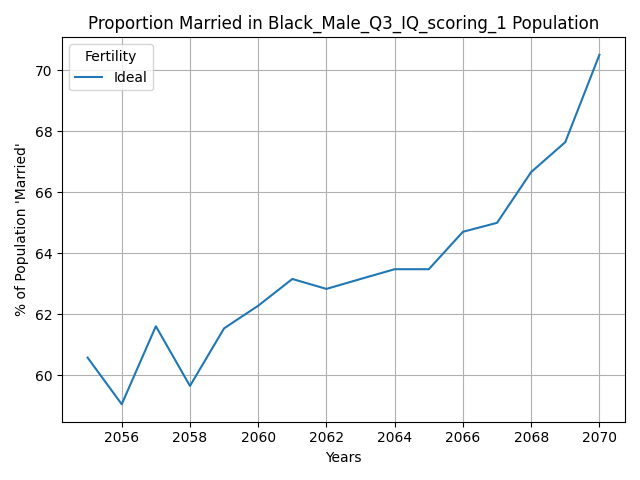 Proportion Married in Black_Male_Q3_IQ_scoring_1 Population
Fertility
Ideal
% of Population 'Married'
70
68
66
64
62
60
2056 2058 2060 2062 2064 2066 2068 2070
Years